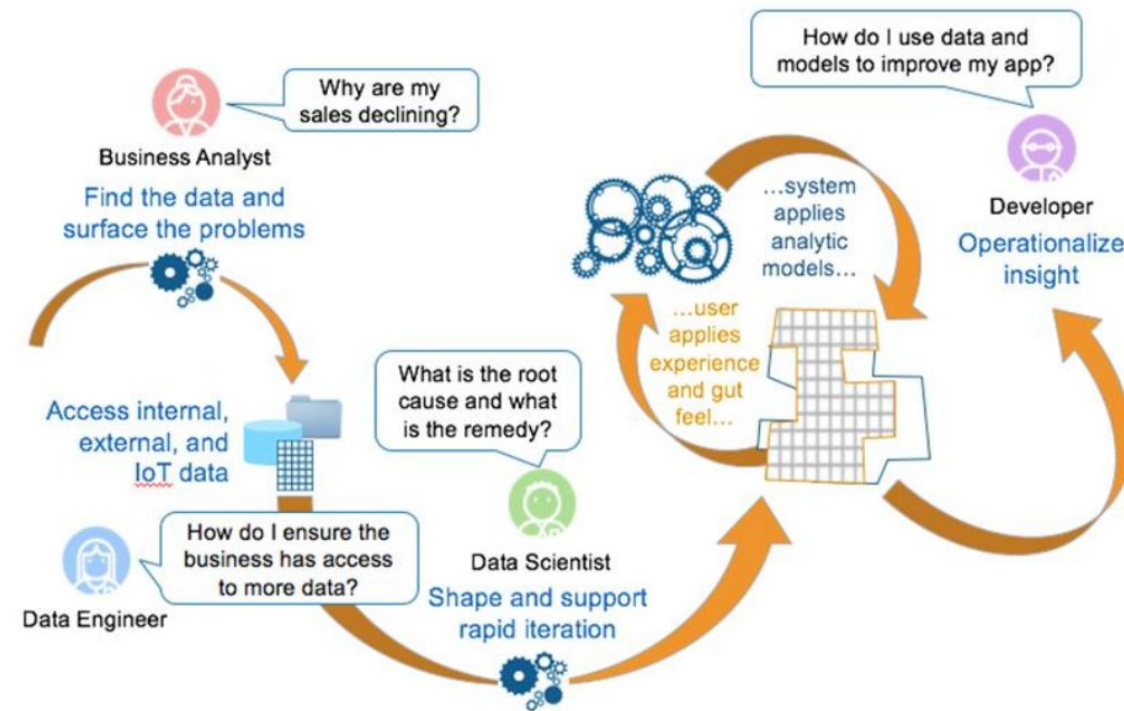 Why are my
sales declining?
Business Analyst
Find the data and
surface the problems
Access internal,
external, and
IoT data
How do I ensure the
business has access
to more data?
Data Engineer
What is the root
cause and what
is the remedy?
Data Scientist
Shape and support
rapid iteration
...system
applies
analytic
models...
...user
applies
experience
and gut
feel...
How do I use data and
models to improve my app?
Developer
Operationalize
insight